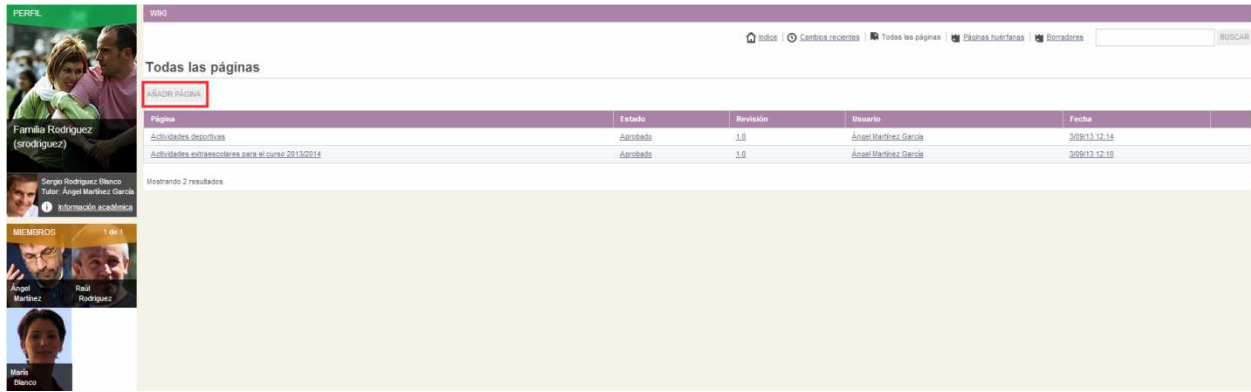 PERFIL
Familia Rodriguez
(srodriguez)
Sergio Rodriguez Blanco
Tutor: Ángel Martínez García
Información académica
MIEMBROS 1 de 1
Ángel
Martínez
Raúl
Rodriguez
María
Blanco
WIKI
Índice Cambios recientes Todas las páginas Páginas huérfanas Borradores BUSCAR
Todas las páginas
AÑADIR PÁGINA
Página Estado Revisión Usuario Fecha
Actividades deportivas Aprobado 1.0 Ángel Martínez García 3/09/13 12:14
Actividades extraescolares para el curso 2013/2014 Aprobado 1.0 Ángel Martínez García 3/09/13 12:10
Mostrando 2 resultados.